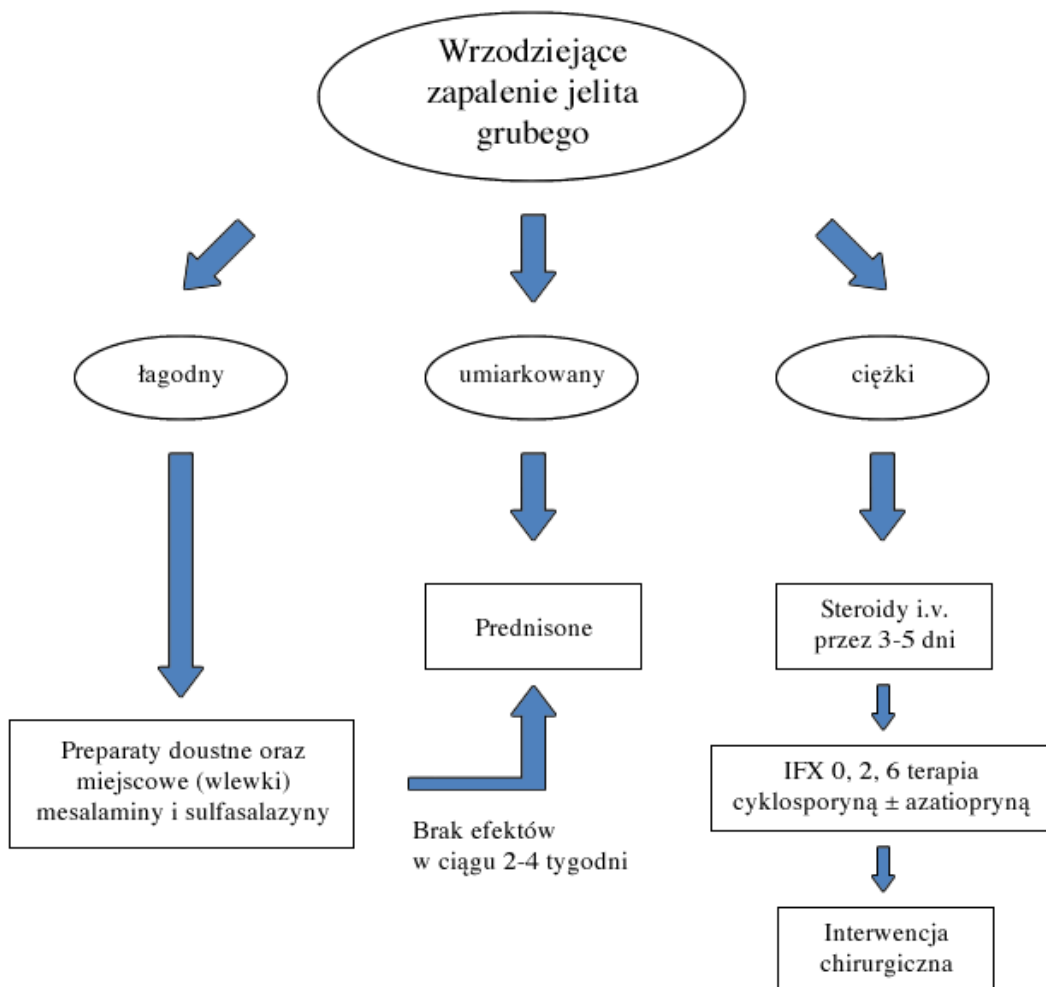 Wrzodziejące
zapalenie jelita
grubego
łagodny
umiarkowany
ciężki
Prednisone
Steroidy i.v.
przez 3-5 dni
Preparaty doustne oraz
miejscowe (wlewki)
mesalaminy i sulfasalazyny
Brak efektów
w ciągu 2-4 tygodni
IFX 0, 2, 6 terapia
cyklosporyną ± azatiopryną
Interwencja
chirurgiczna